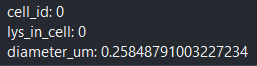 cell_id: 0
lys_in_cell: 0
diameter_um: 0.25848791003227234